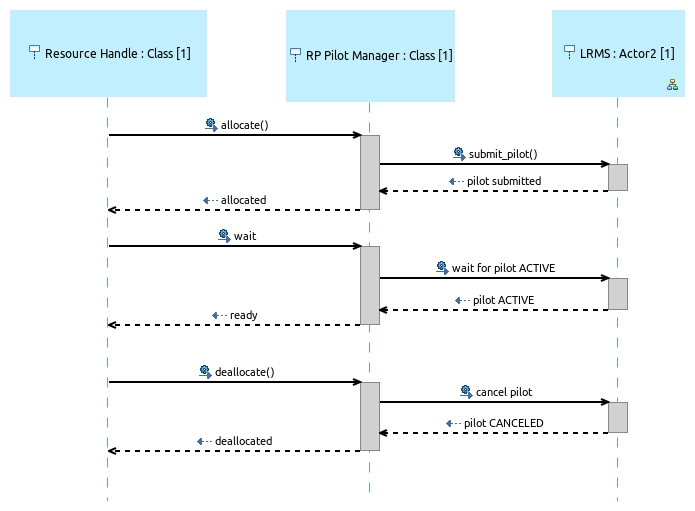 Resource Handle : Class [1]
RP Pilot Manager : Class [1]
LRMS : Actor2 [1]
allocate()
submit_pilot()
pilot submitted
allocated
wait
wait for pilot ACTIVE
pilot ACTIVE
ready
deallocate()
cancel pilot
pilot CANCELED
deallocated